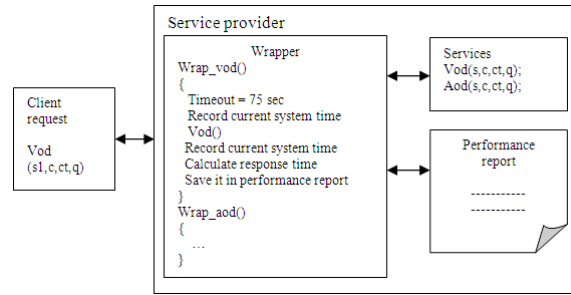 Service provider
Client
request
Vod
(s1,c,ct,q)
Wrapper
Wrap_vod()
{
Timeout = 75 sec
Record current system time
Vod()
Record current system time
Calculate response time
Save it in performance report
}
Wrap_aod()
{
...
}
Services
Vod(s,c,ct,q);
Aod(s,c,ct,q);
Performance
report
-----------
-----------